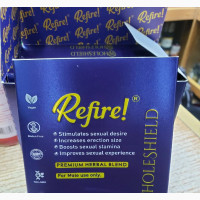 Refire!
Stimulates sexual desire
Increases erection size
Boosts sexual stamina
Improves sexual experience
PREMIUM HERBAL BLEND
For Male use only.
HOLESHIELD